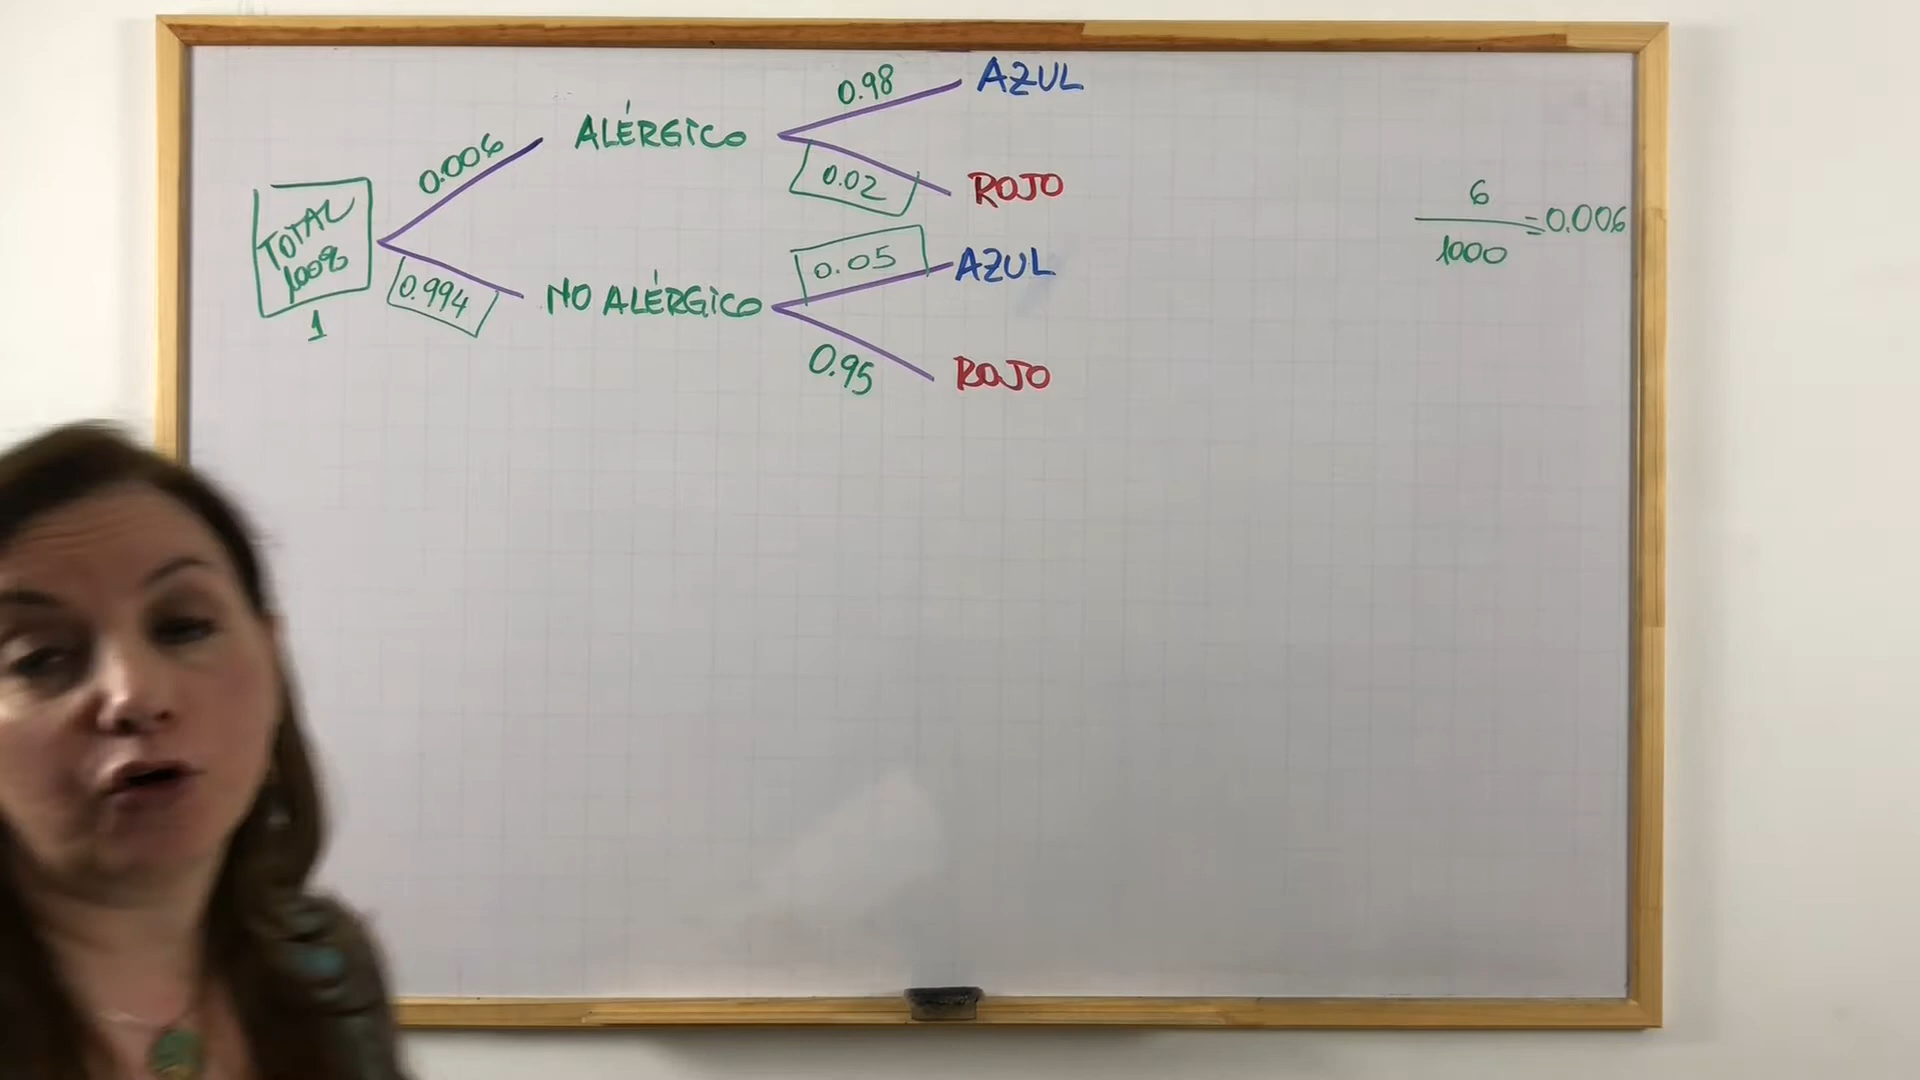 0.98
AZUL
0.006
ALÉRGICO
0.02
ROJO
TOTAL
100%
1
0.994
NO ALÉRGICO
0.05
AZUL
0.95
ROJO
6
1000
=0.006